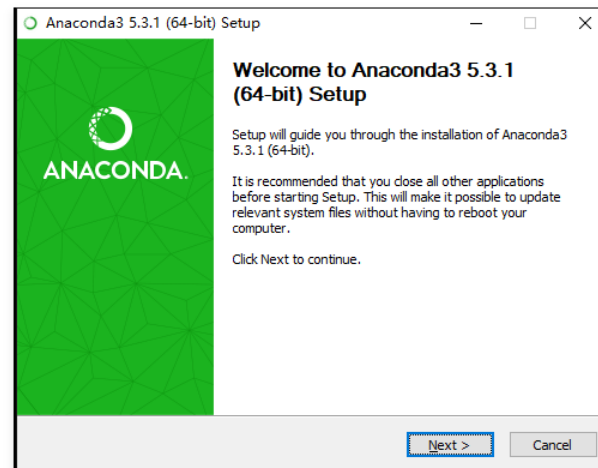 Anaconda3 5.3.1 (64-bit) Setup
Welcome to Anaconda3 5.3.1
(64-bit) Setup
Setup will guide you through the installation of Anaconda3
5.3.1 (64-bit).
It is recommended that you close all other applications
before starting Setup. This will make it possible to update
relevant system files without having to reboot your
computer.
Click Next to continue.
ANACONDA.
Next >
Cancel